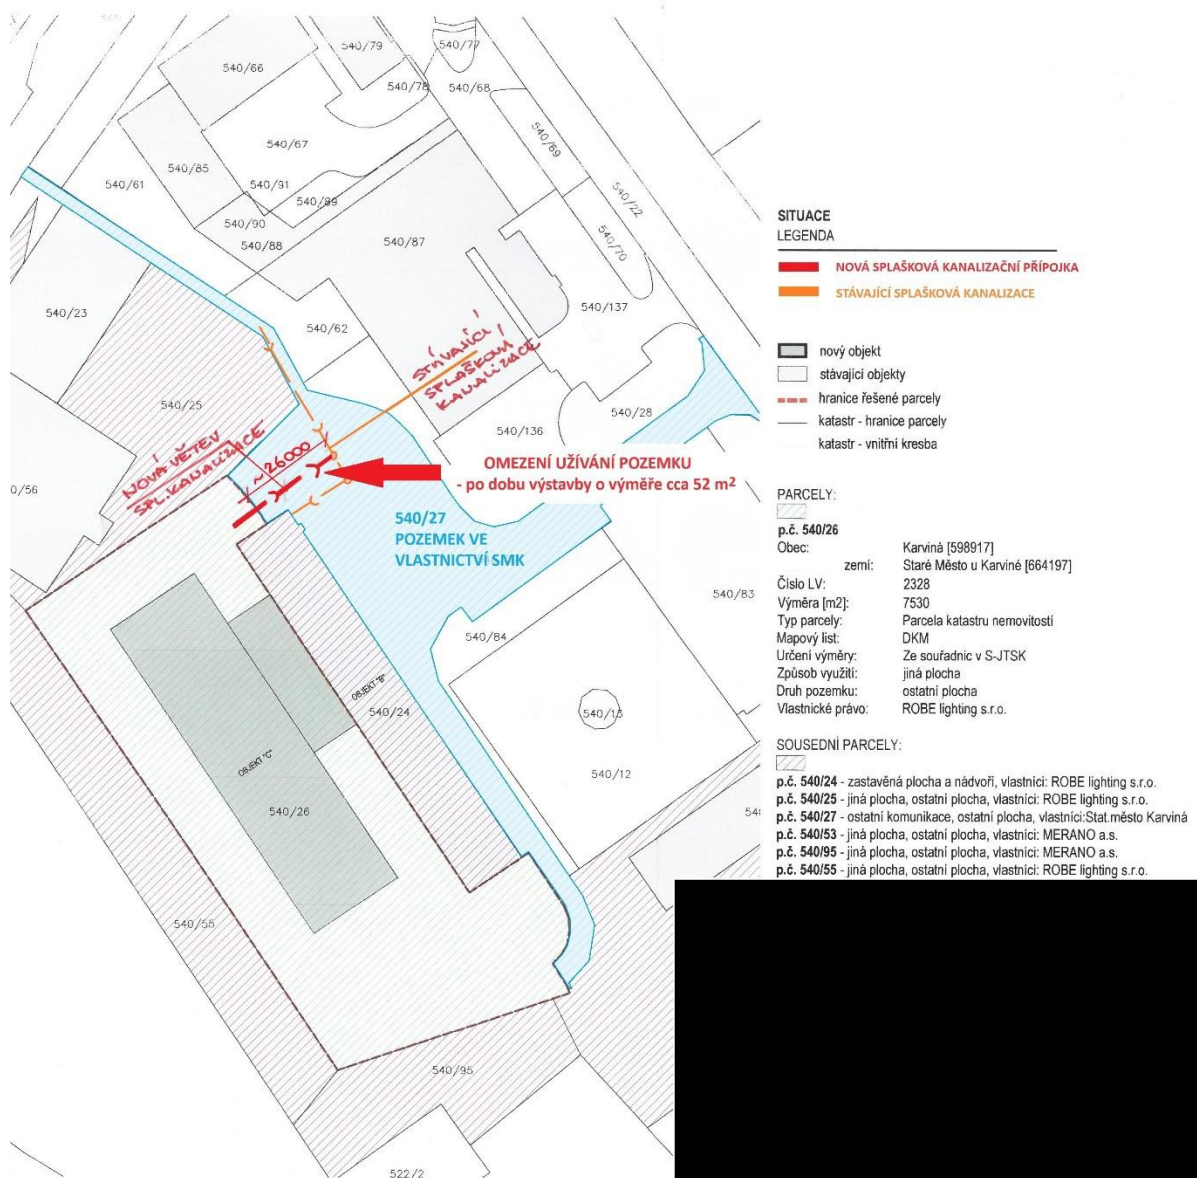 540/79
540/77
540/66
540/78
540/68
540/67
540/69
540/85
540/61
540/91
540/89
540/22
540/90
540/88
540/87
540/70
540/23
540/62
540/137
STÁVAJÍCÍ
SPLAŠKOVÁ
KANALIZACE
540/25
540/28
540/136
NOVÁ VĚTEV
SPL. KANALIZACE
~26000
0/56
OMEZENÍ UŽÍVÁNÍ POZEMKU
- po dobu výstavby o výměře cca 52 m²
540/27
POZEMEK VE
VLASTNICTVÍ SMK
540/83
540/84
OBJEKT "B"
540/24
540/13
OBJEKT "C"
540/12
540/26
54
540/55
540/95
522/2
SITUACE
LEGENDA
NOVÁ SPLAŠKOVÁ KANALIZAČNÍ PŘÍPOJKA
STÁVAJÍCÍ SPLAŠKOVÁ KANALIZACE
nový objekt
stávající objekty
hranice řešené parcely
katastr - hranice parcely
katastr - vnitřní kresba
PARCELY:
p.č. 540/26
Obec: Karviná [598917]
zemí: Staré Město u Karviné [664197]
Číslo LV: 2328
Výměra [m2]: 7530
Typ parcely: Parcela katastru nemovitostí
Mapový list: DKM
Určení výměry: Ze souřadnic v S-JTSK
Způsob využití: jiná plocha
Druh pozemku: ostatní plocha
Vlastnické právo: ROBE lighting s.r.o.
SOUSEDNÍ PARCELY:
p.č. 540/24 - zastavěná plocha a nádvoří, vlastníci: ROBE lighting s.r.o.
p.č. 540/25 - jiná plocha, ostatní plocha, vlastníci: ROBE lighting s.r.o.
p.č. 540/27 - ostatní komunikace, ostatní plocha, vlastníci:Stat.město Karviná
p.č. 540/53 - jiná plocha, ostatní plocha, vlastníci: MERANO a.s.
p.č. 540/95 - jiná plocha, ostatní plocha, vlastníci: MERANO a.s.
p.č. 540/55 - jiná plocha, ostatní plocha, vlastníci: ROBE lighting s.r.o.